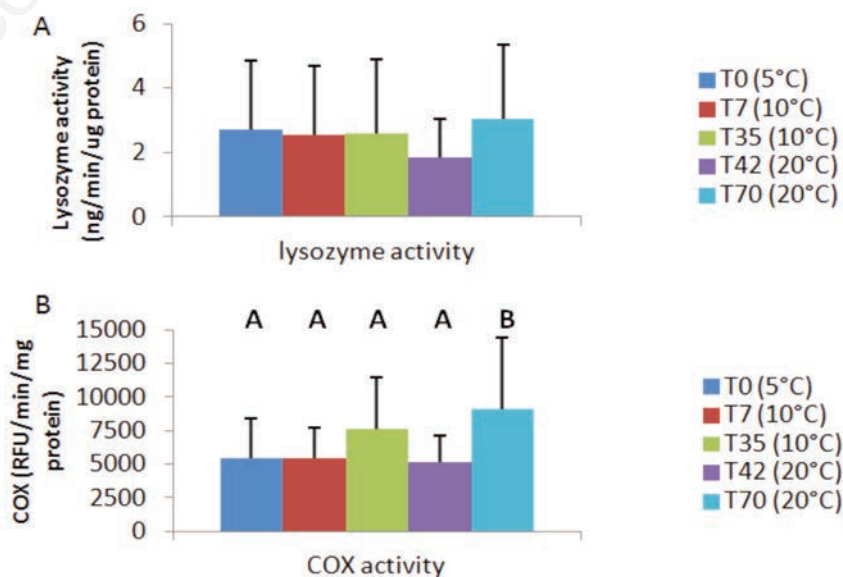 A
Lysozyme activity
(ng/min/ug protein)
6
4
2
0
lysozyme activity
T0 (5°C)
T7 (10°C)
T35 (10°C)
T42 (20°C)
T70 (20°C)
B
COX (RFU/min/mg
protein)
A A A A B
15000
12500
10000
7500
5000
2500
0
COX activity
T0 (5°C)
T7 (10°C)
T35 (10°C)
T42 (20°C)
T70 (20°C)